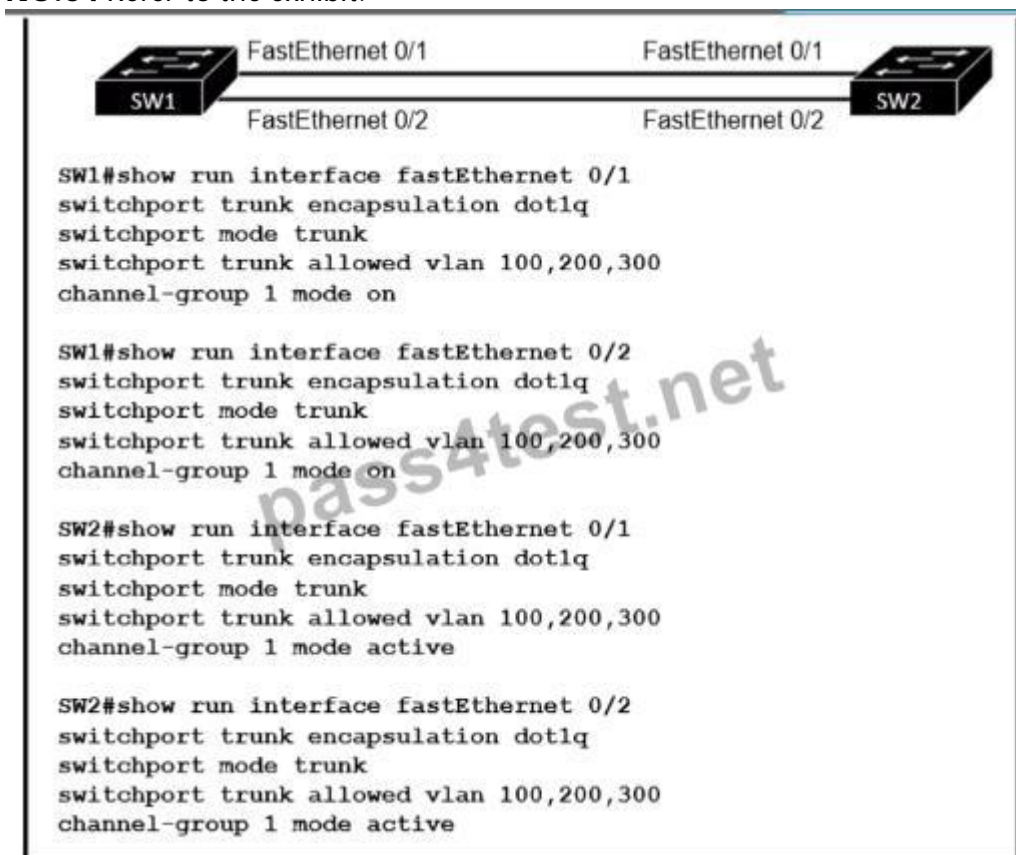 Refer to the exhibit.
FastEthernet 0/1 FastEthernet 0/1
SW1 SW2
FastEthernet 0/2 FastEthernet 0/2
SW1#show run interface fastEthernet 0/1
switchport trunk encapsulation dot1q
switchport mode trunk
switchport trunk allowed vlan 100,200,300
channel-group 1 mode on
SW1#show run interface fastEthernet 0/2
switchport trunk encapsulation dot1q
switchport mode trunk
switchport trunk allowed vlan 100,200,300
channel-group 1 mode on
pass4test.net
SW2#show run interface fastEthernet 0/1
switchport trunk encapsulation dot1q
switchport mode trunk
switchport trunk allowed vlan 100,200,300
channel-group 1 mode active
SW2#show run interface fastEthernet 0/2
switchport trunk encapsulation dot1q
switchport mode trunk
switchport trunk allowed vlan 100,200,300
channel-group 1 mode active